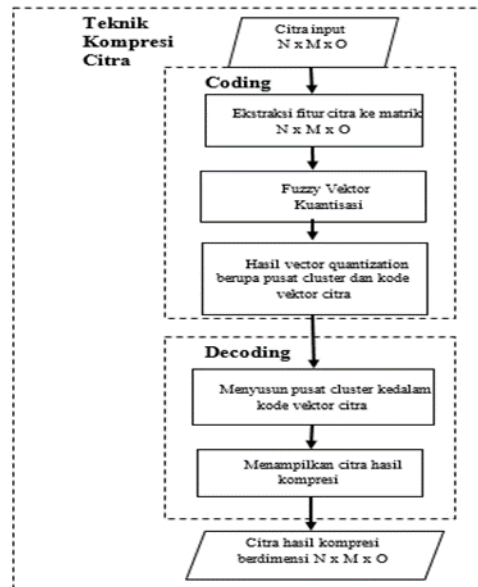 Teknik
Kompresi
Citra
Citra input
N x M x O
Coding
Ekstraksi fitur citra ke matrik
N x M x O
Fuzzy Vektor
Kuantisasi
Hasil vector quantization
berupa pusat cluster dan kode
vektor citra
Decoding
Menyusun pusat cluster kedalam
kode vektor citra
Menampilkan citra hasil
kompresi
Citra hasil kompresi
berdimensi N x M x O